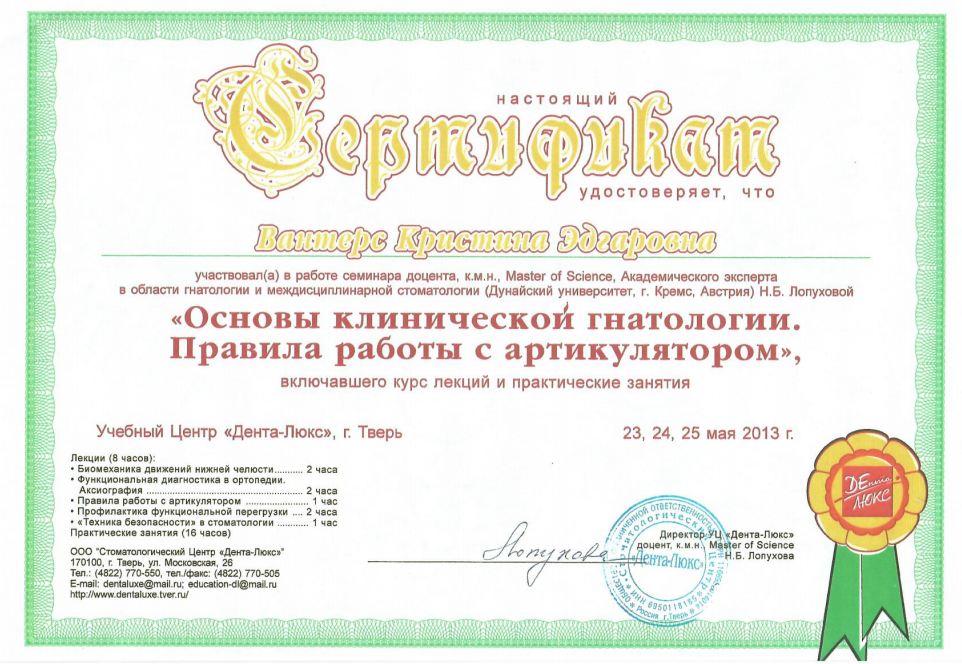 настоящий
Сертификат
удостоверяет, что
Вантерс Кристина Эдгаровна
участвовал(а) в работе семинара доцента, к.м.н., Master of Science, Академического эксперта
в области гнатологии и междисциплинарной стоматологии (Дунайский университет, г. Кремс, Австрия) Н.Б. Лопуховой
«Основы клинической гнатологии.
Правила работы с артикулятором»,
включавшего курс лекций и практические занятия
Учебный Центр «Дента-Люкс», г. Тверь
23, 24, 25 мая 2013 г.
Лекции (8 часов):
• Биомеханика движений нижней челюсти........... 2 часа
• Функциональная диагностика в ортопедии.
Аксиография ............................................ 2 часа
• Правила работы с артикулятором .................... 1 час
• Профилактика функциональной перегрузки .... 2 часа
• «Техника безопасности» в стоматологии ............ 1 час
Практические занятия (16 часов)
ООО "Стоматологический Центр «Дента-Люкс»"
170100, г. Тверь, ул. Московская, 26
Тел.: (4822) 770-550, тел./факс: (4822) 770-505
E-mail: dentaluxe@mail.ru; education-dl@mail.ru
http://www.dentaluxe.tver.ru/
Лопухова
Директор УЦ «Дента-Люкс»
доцент, к.м.н., Master of Science
Н.Б. Лопухова
ответственностью
Стоматологический Центр
«Дента-Люкс»
ИНН 6950118185
Россия г.Тверь
DEнта
ЛЮКС